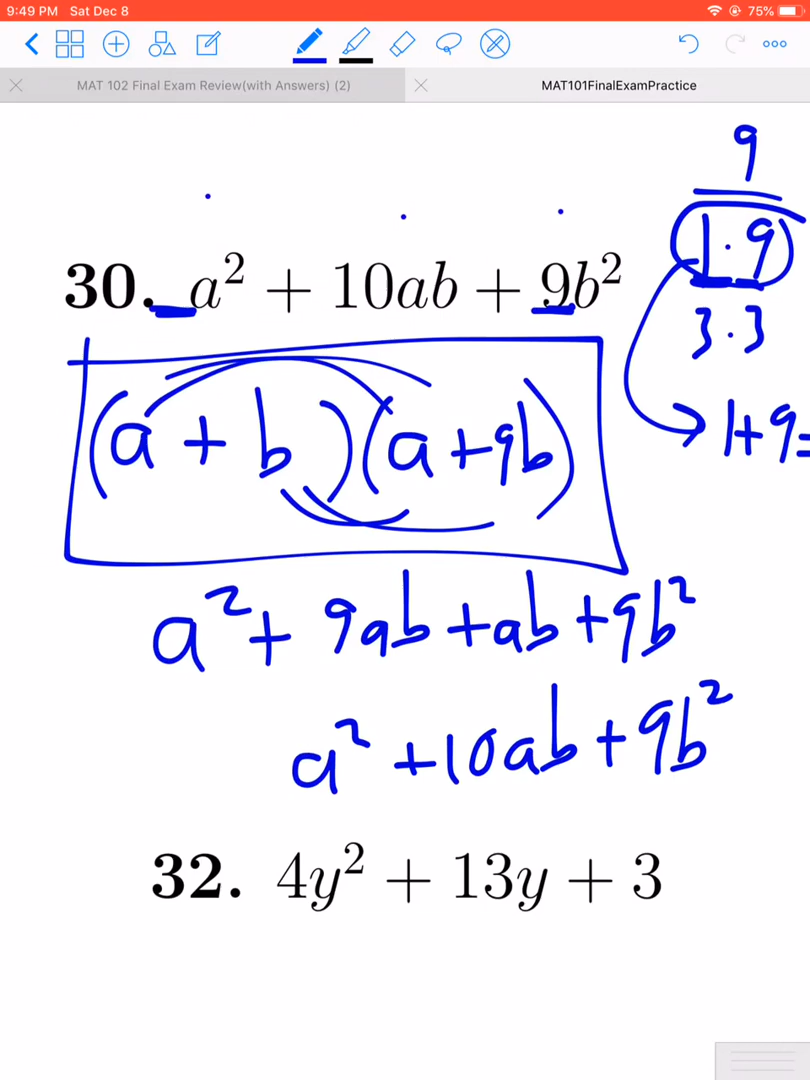 9:49 PM Sat Dec 8 75%
MAT 102 Final Exam Review(with Answers) (2) MAT101FinalExamPractice
9
1·9
3·3
1+9=
30. a² + 10ab + 9b²
(a + b)(a + 9b)
a² + 9ab + ab + 9b²
a² + 10ab + 9b²
32. 4y² + 13y + 3